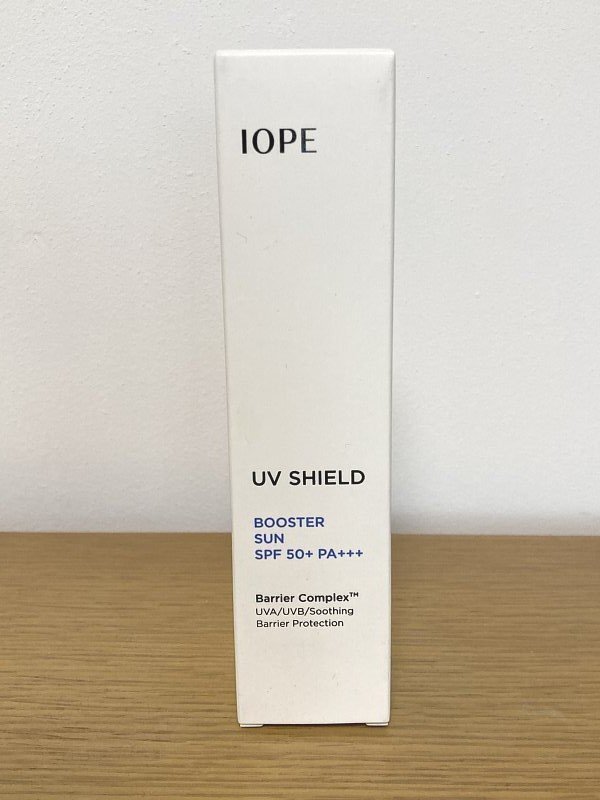 IOPE
UV SHIELD
BOOSTER
SUN
SPF 50+ PA+++
Barrier Complex™
UVA/UVB/Soothing
Barrier Protection